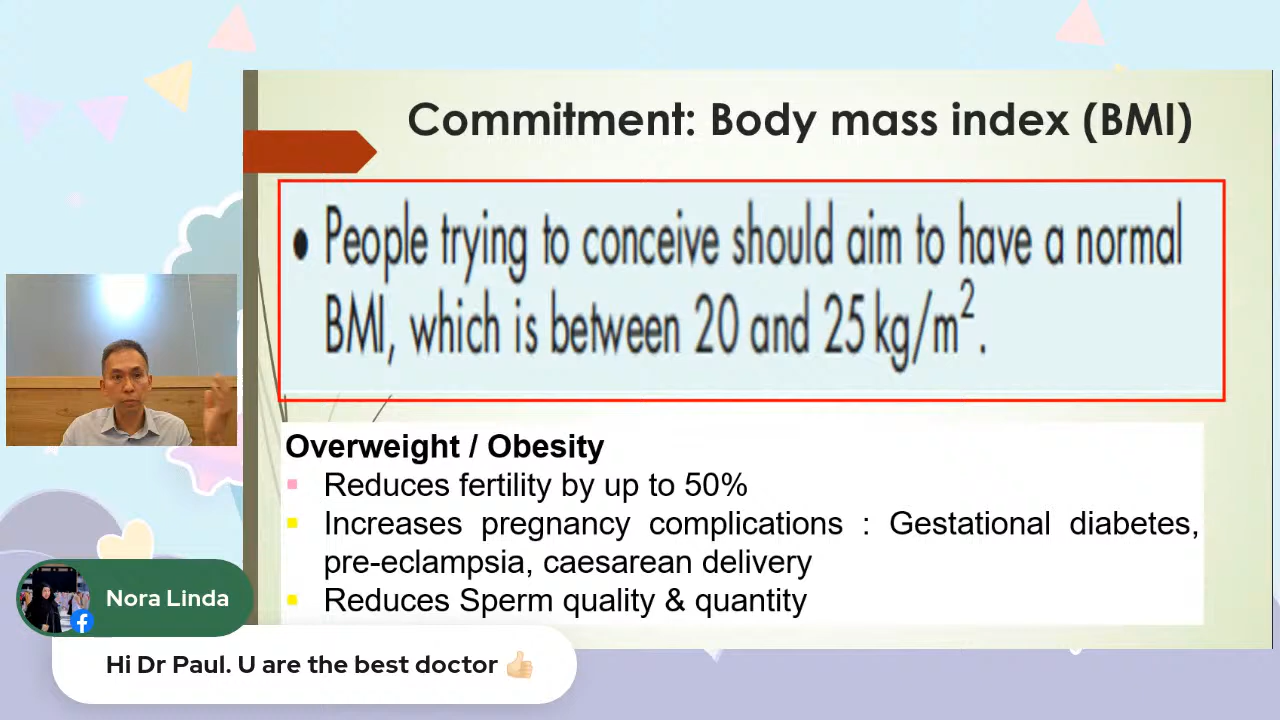 Commitment: Body mass index (BMI)
• People trying to conceive should aim to have a normal
BMI, which is between 20 and 25 kg/m².
Overweight / Obesity
▪ Reduces fertility by up to 50%
▪ Increases pregnancy complications : Gestational diabetes,
pre-eclampsia, caesarean delivery
▪ Reduces Sperm quality & quantity
Nora Linda
Hi Dr Paul. U are the best doctor 👍🏻